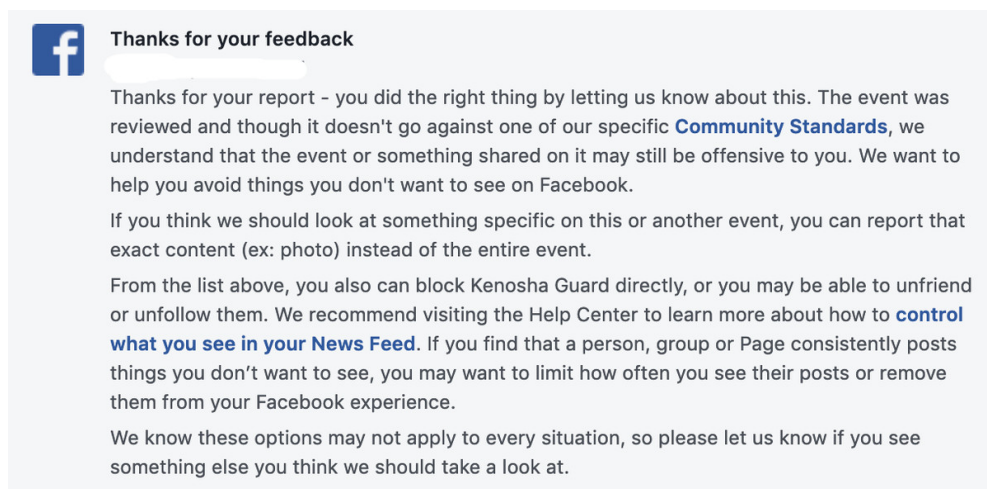 Thanks for your feedback
Thanks for your report - you did the right thing by letting us know about this. The event was
reviewed and though it doesn't go against one of our specific Community Standards, we
understand that the event or something shared on it may still be offensive to you. We want to
help you avoid things you don't want to see on Facebook.
If you think we should look at something specific on this or another event, you can report that
exact content (ex: photo) instead of the entire event.
From the list above, you also can block Kenosha Guard directly, or you may be able to unfriend
or unfollow them. We recommend visiting the Help Center to learn more about how to control
what you see in your News Feed. If you find that a person, group or Page consistently posts
things you don’t want to see, you may want to limit how often you see their posts or remove
them from your Facebook experience.
We know these options may not apply to every situation, so please let us know if you see
something else you think we should take a look at.